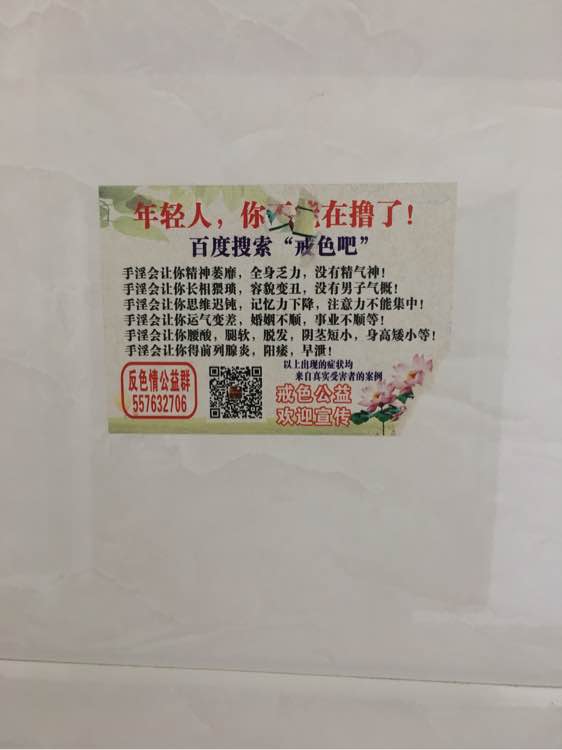 年轻人，你在撸了！
百度搜索“戒色吧”
手淫会让你精神萎靡，全身乏力，没有精气神！
手淫会让你长相猥琐，容貌变丑，没有男子气概！
手淫会让你思维迟钝，记忆力下降，注意力不能集中！
手淫会让你运气变差，婚姻不顺，事业不顺等！
手淫会让你腰酸，腿软，脱发，阴茎短小，身高矮小等！
手淫会让你得前列腺炎，阳痿，早泄！
以上出现的症状均
来自真实受害者的案例
反色情公益群
557632706
戒色公益
欢迎宣传